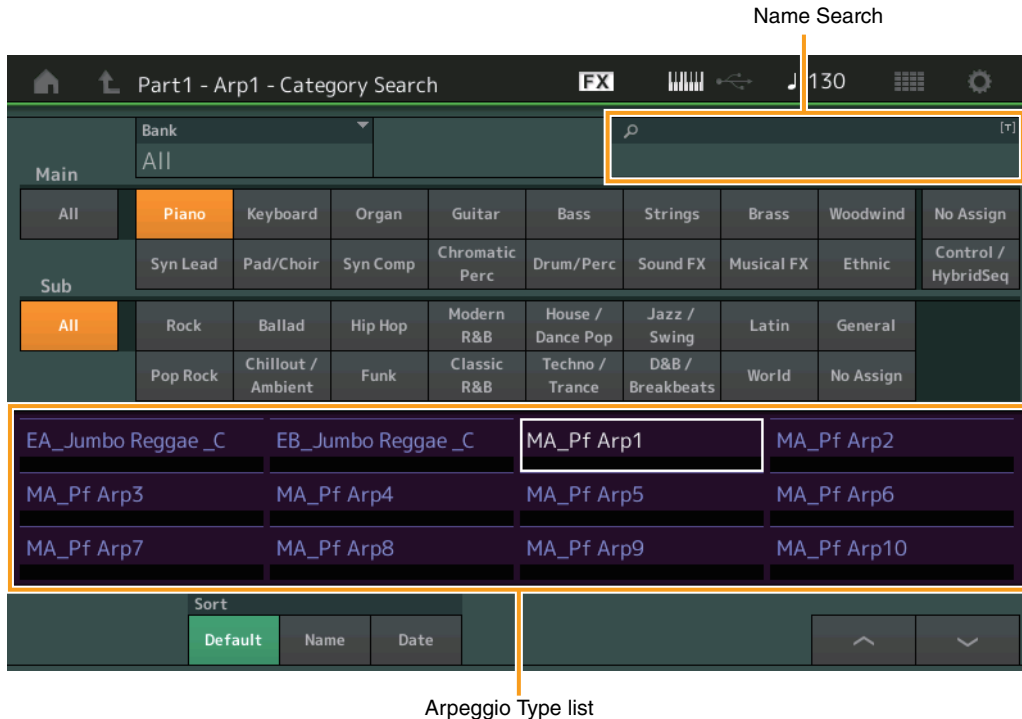 Name Search
Part1 - Arp1 - Category Search FX ♩ 130
Bank
All
[T]
Main
All Piano Keyboard Organ Guitar Bass Strings Brass Woodwind No Assign
Syn Lead Pad/Choir Syn Comp Chromatic Perc Drum/Perc Sound FX Musical FX Ethnic Control / HybridSeq
Sub
All Rock Ballad Hip Hop Modern R&B House / Dance Pop Jazz / Swing Latin General
Pop Rock Chillout / Ambient Funk Classic R&B Techno / Trance D&B / Breakbeats World No Assign
EA_Jumbo Reggae _C EB_Jumbo Reggae _C MA_Pf Arp1 MA_Pf Arp2
MA_Pf Arp3 MA_Pf Arp4 MA_Pf Arp5 MA_Pf Arp6
MA_Pf Arp7 MA_Pf Arp8 MA_Pf Arp9 MA_Pf Arp10
Sort
Default Name Date
Arpeggio Type list